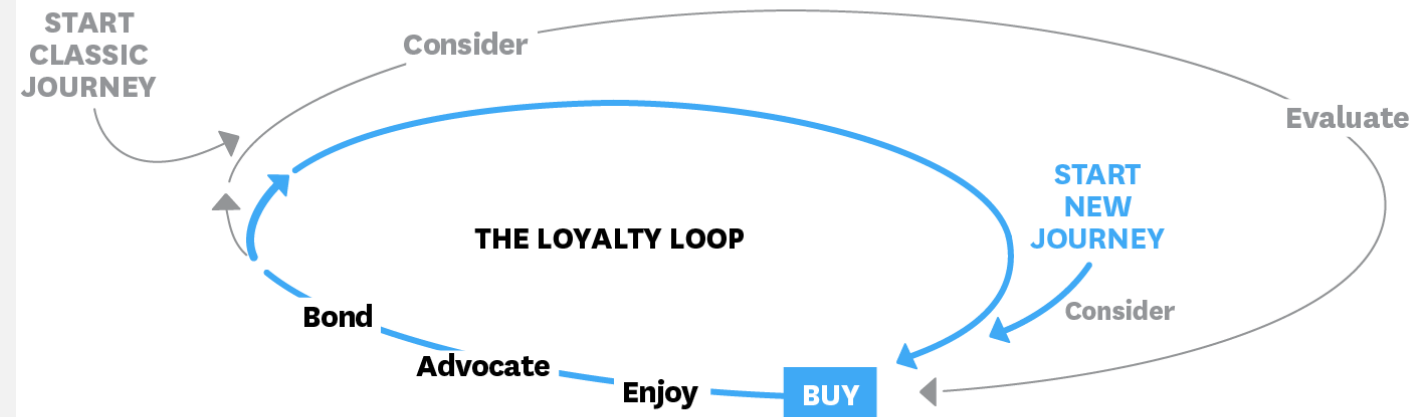 START
CLASSIC
JOURNEY
Consider
Evaluate
START
NEW
JOURNEY
THE LOYALTY LOOP
Consider
Bond
Advocate
Enjoy
BUY